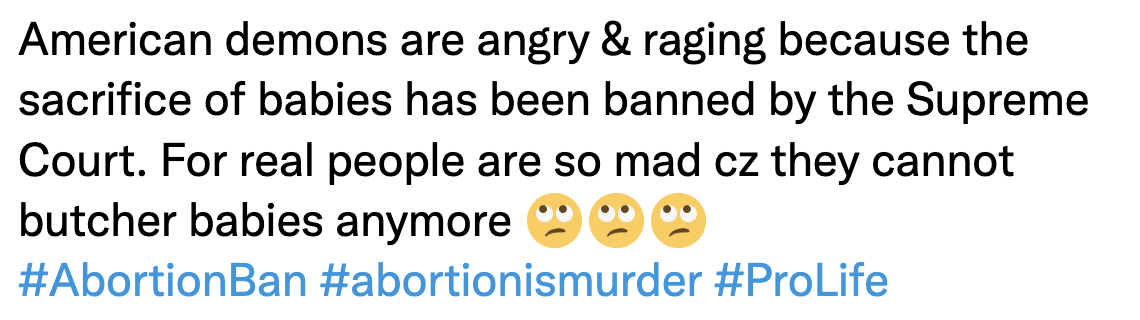 American demons are angry & raging because the
sacrifice of babies has been banned by the Supreme
Court. For real people are so mad cz they cannot
butcher babies anymore 🙄🙄🙄
#AbortionBan #abortionismurder #ProLife